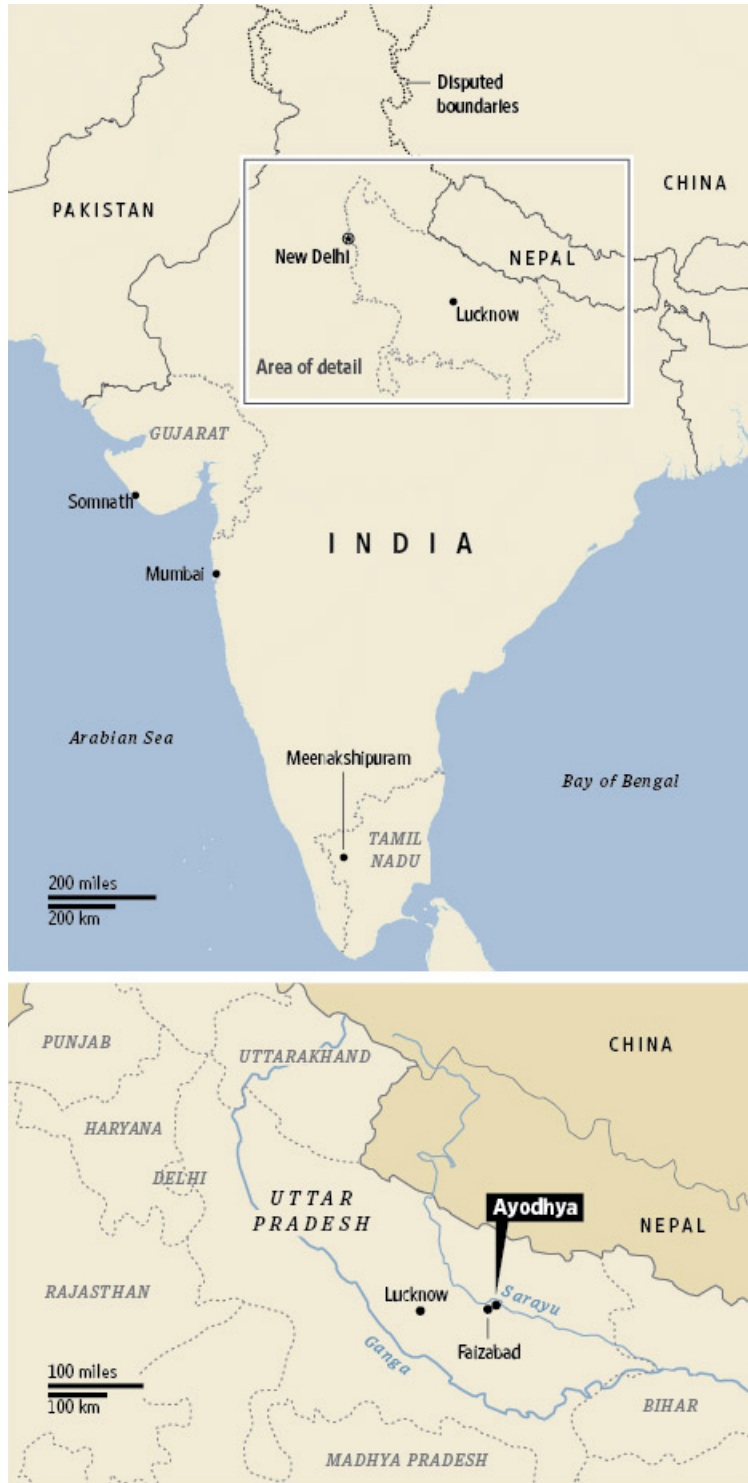 Disputed
boundaries
PAKISTAN
CHINA
New Delhi
NEPAL
Lucknow
Area of detail
GUJARAT
Somnath
INDIA
Mumbai
Arabian Sea
Meenakshipuram
Bay of Bengal
TAMIL
NADU
200 miles
200 km
PUNJAB
UTTARAKHAND
CHINA
HARYANA
DELHI
UTTAR
PRADESH
Ayodhya
NEPAL
RAJASTHAN
Lucknow
Sarayu
Faizabad
Ganga
100 miles
100 km
BIHAR
MADHYA PRADESH